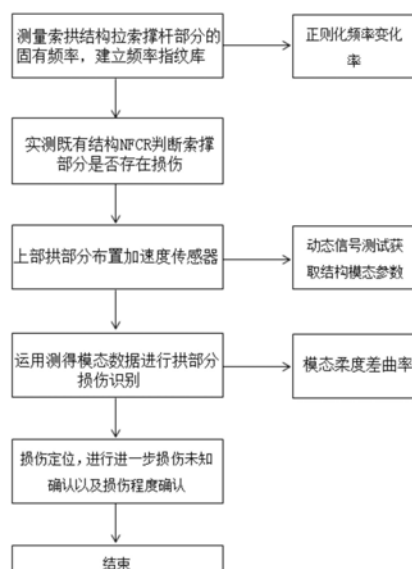 测量索拱结构拉索撑杆部分的
固有频率，建立频率指纹库
正则化频率变化
率
实测既有结构NFCR判断索撑
部分是否存在损伤
上部拱部分布置加速度传感器
动态信号测试获
取结构模态参数
运用测得模态数据进行拱部分
损伤识别
模态柔度差曲率
损伤定位，进行进一步损伤未知
确认以及损伤程度确认
结束